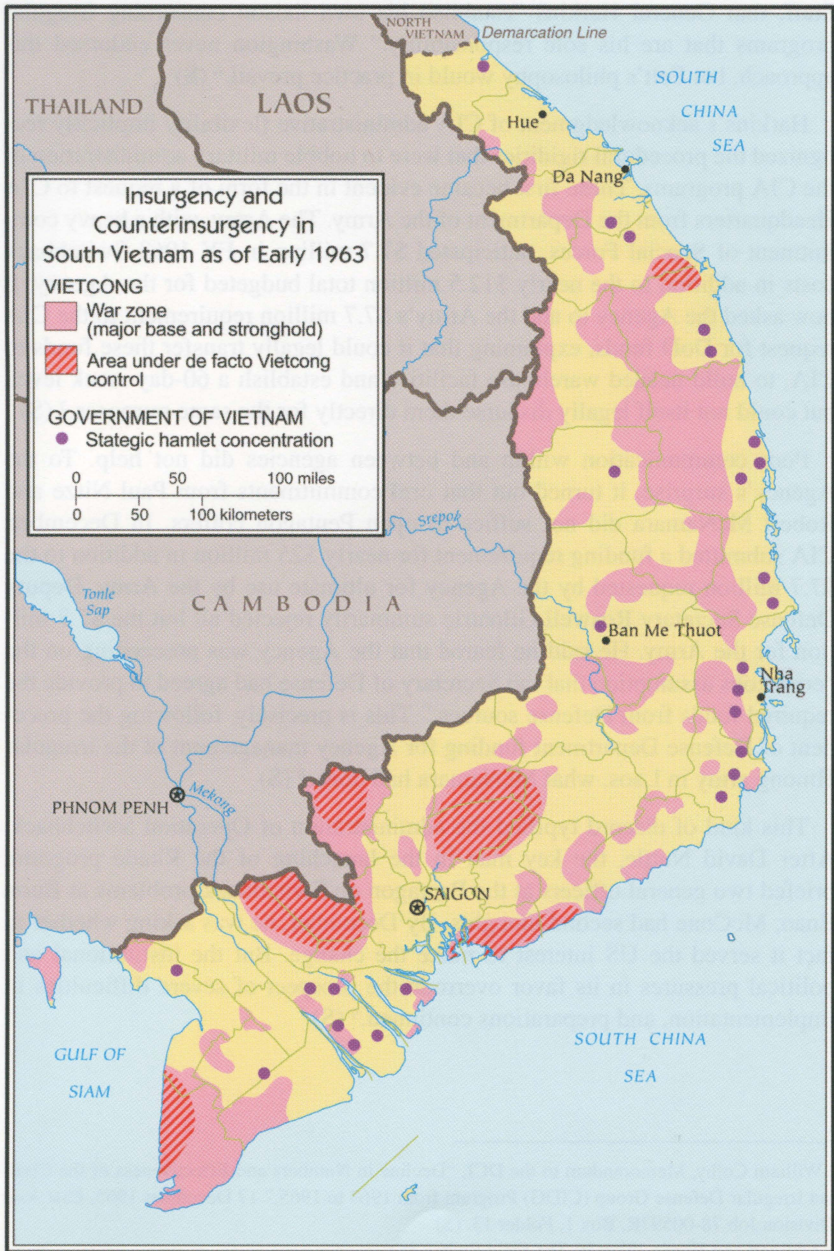 NORTH
VIETNAM
Demarcation Line
THAILAND
LAOS
SOUTH
CHINA
SEA
Hue
Da Nang
Insurgency and
Counterinsurgency in
South Vietnam as of Early 1963
VIETCONG
War zone
(major base and stronghold)
Area under de facto Vietcong
control
GOVERNMENT OF VIETNAM
Stategic hamlet concentration
0 50 100 miles
0 50 100 kilometers
Srepok
Tonle
Sap
CAMBODIA
Ban Me Thuot
Nha
Trang
PHNOM PENH
Mekong
SAIGON
GULF OF
SIAM
SOUTH CHINA
SEA